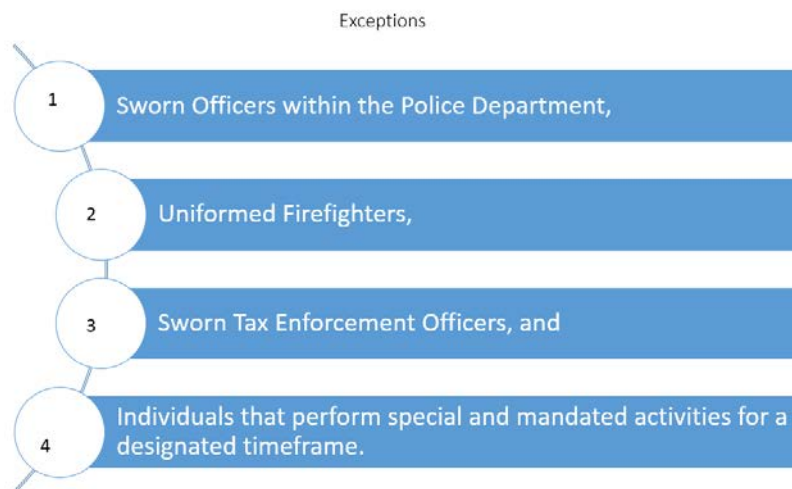 Exceptions
1
Sworn Officers within the Police Department,
2
Uniformed Firefighters,
3
Sworn Tax Enforcement Officers, and
4
Individuals that perform special and mandated activities for a
designated timeframe.